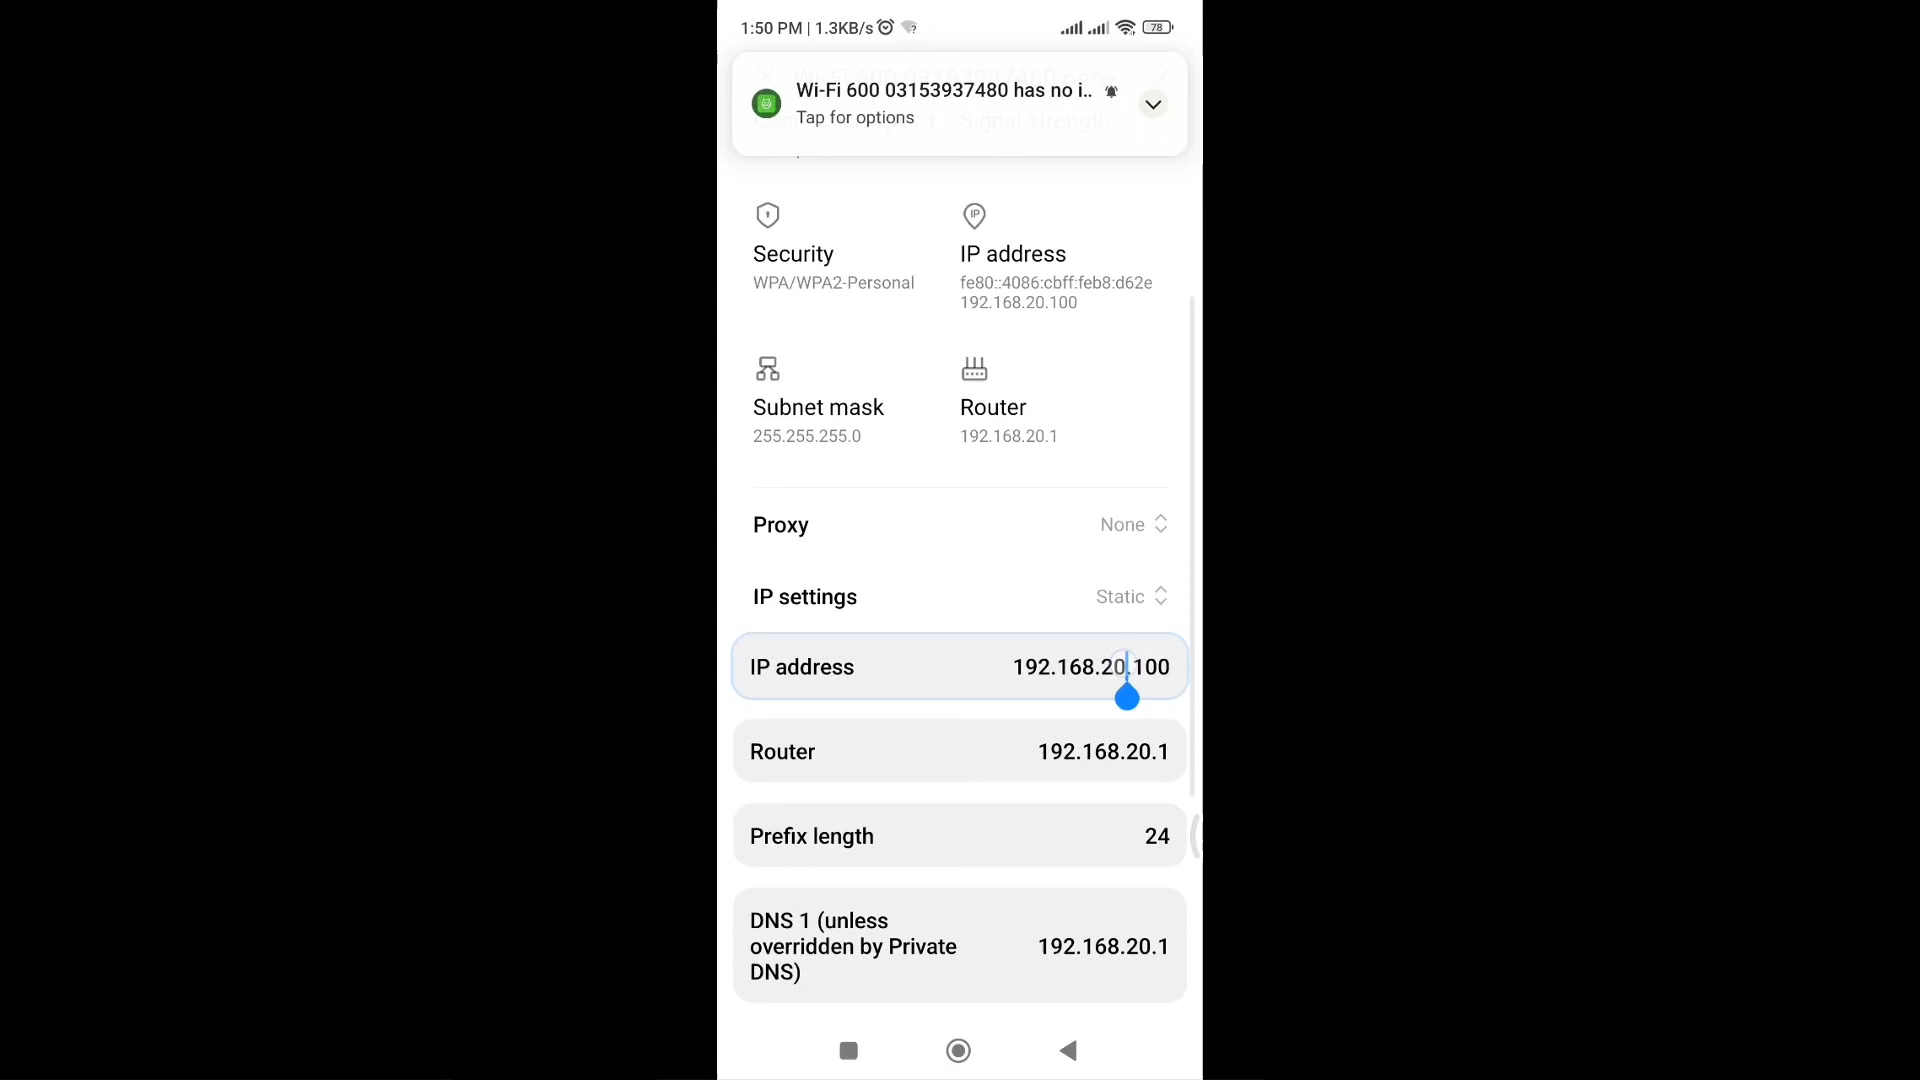 1:50 PM | 1.3KB/s
78
Wi-Fi 600 03153937480 has no i..
Tap for options
Signal strength
Security
WPA/WPA2-Personal
IP
IP address
fe80::4086:cbff:feb8:d62e
192.168.20.100
Subnet mask
255.255.255.0
Router
192.168.20.1
Proxy
None
IP settings
Static
IP address
192.168.20.100
Router
192.168.20.1
Prefix length
24
DNS 1 (unless
overridden by Private
DNS)
192.168.20.1